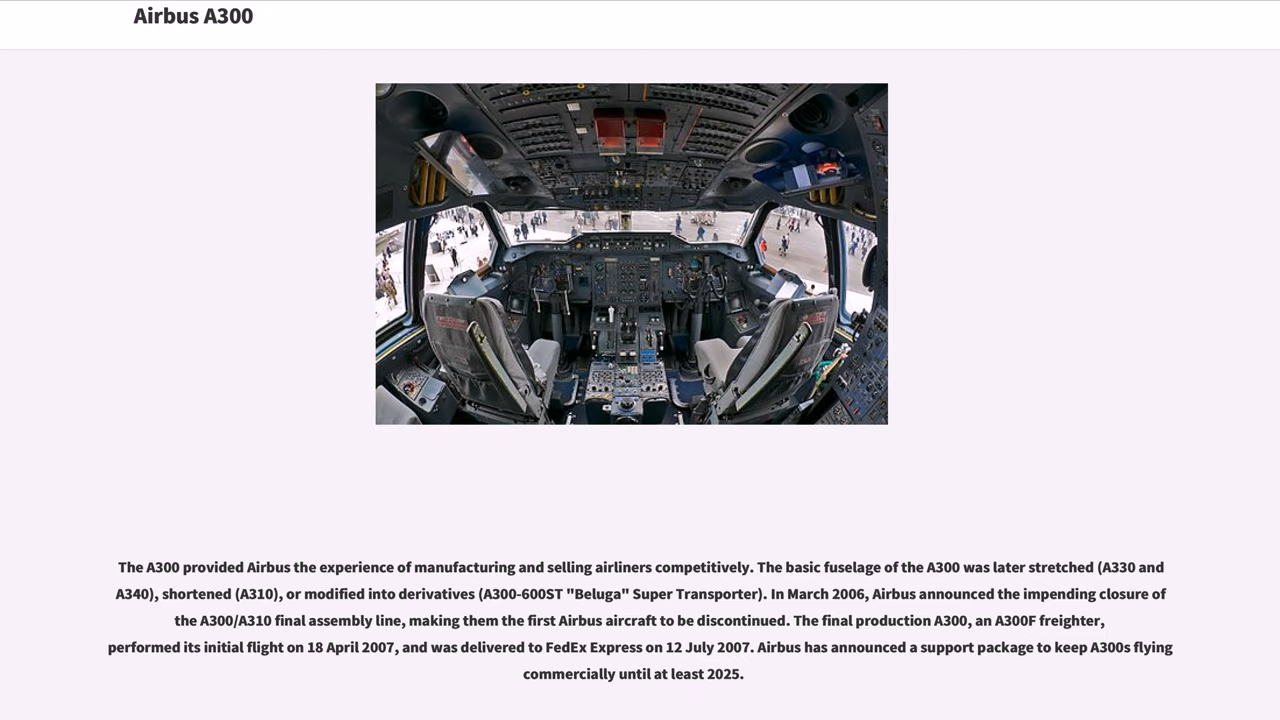 Airbus A300
The A300 provided Airbus the experience of manufacturing and selling airliners competitively. The basic fuselage of the A300 was later stretched (A330 and
A340), shortened (A310), or modified into derivatives (A300-600ST "Beluga" Super Transporter). In March 2006, Airbus announced the impending closure of
the A300/A310 final assembly line, making them the first Airbus aircraft to be discontinued. The final production A300, an A300F freighter,
performed its initial flight on 18 April 2007, and was delivered to FedEx Express on 12 July 2007. Airbus has announced a support package to keep A300s flying
commercially until at least 2025.